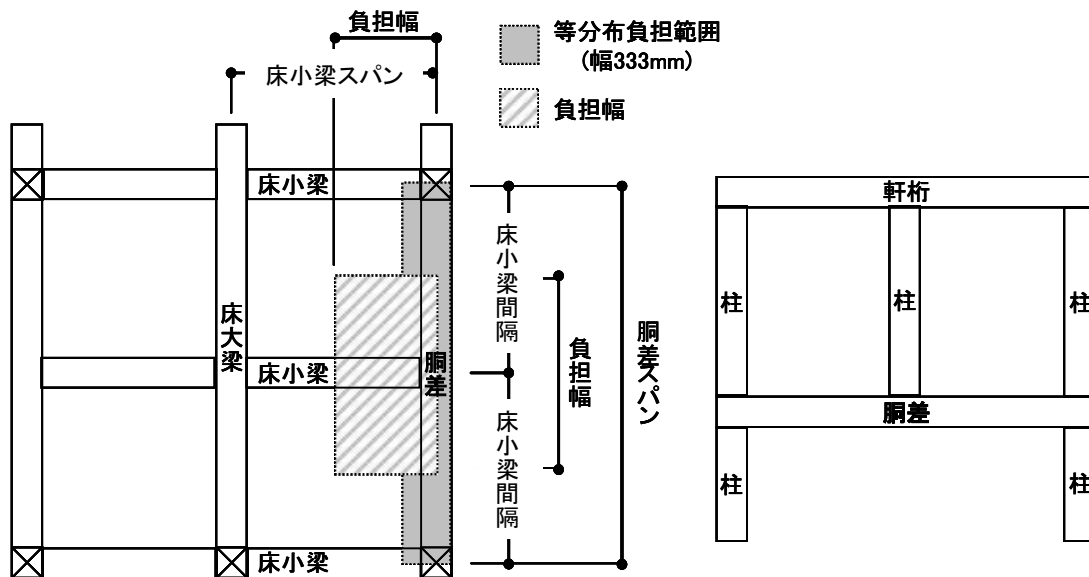 負担幅
床小梁スパン
等分布負担範囲
(幅333mm)
負担幅
床小梁
床小梁間隔
床大梁
床小梁
胴差
負担幅
胴差スパン
床小梁間隔
床小梁
軒桁
柱
柱
柱
胴差
柱
柱